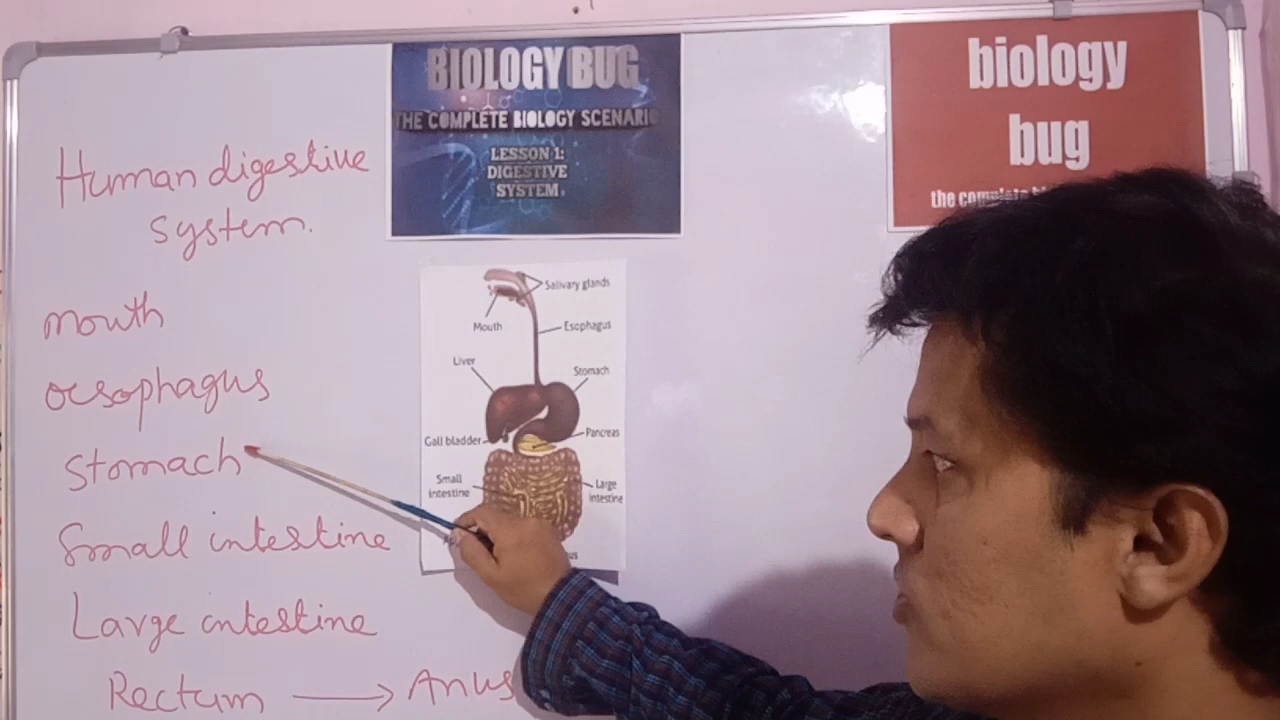 BIOLOGY BUG
THE COMPLETE BIOLOGY SCENARIO
LESSON 1:
DIGESTIVE
SYSTEM
biology
bug
the
Human digestive
system.
mouth
oesophagus
Stomach
Small intestine
Large intestine
Rectum → Anus
Salivary glands
Mouth
Esophagus
Liver
Stomach
Gall bladder
Pancreas
Small
intestine
Large
intestine